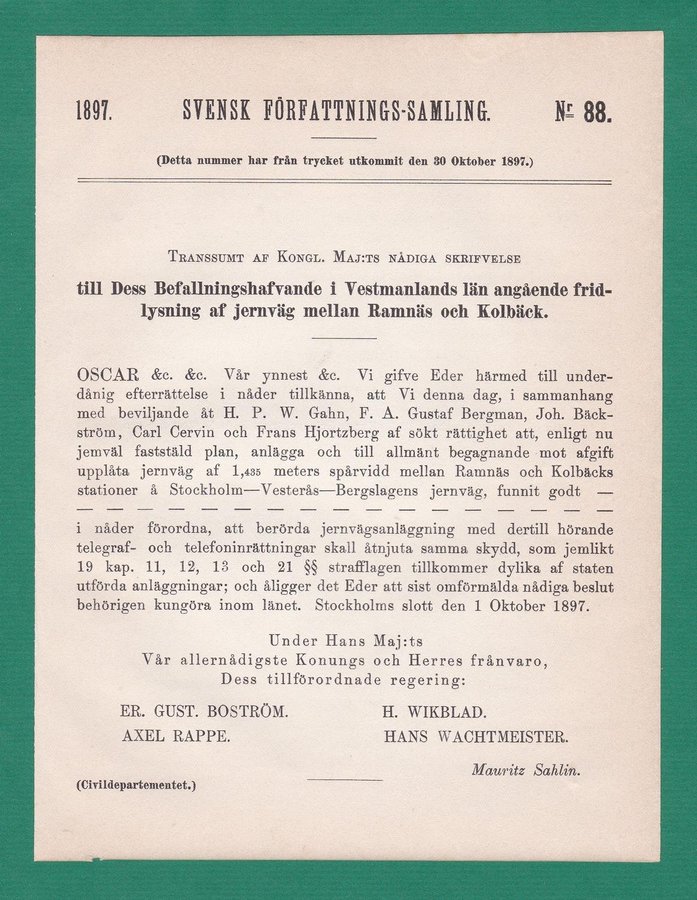 1897. SVENSK FÖRFATTNINGS-SAMLING. Nr 88.
(Detta nummer har från trycket utkommit den 30 Oktober 1897.)
Transsumt af Kongl. Maj:ts nådiga skrifvelse
till Dess Befallningshafvande i Vestmanlands län angående frid-
lysning af jernväg mellan Ramnäs och Kolbäck.
OSCAR &c. &c. Vår ynnest &c. Vi gifve Eder härmed till under-
dånig efterrättelse i nåder tillkänna, att Vi denna dag, i sammanhang
med beviljande åt H. P. W. Gahn, F. A. Gustaf Bergman, Joh. Bäck-
ström, Carl Cervin och Frans Hjortzberg af sökt rättighet att, enligt nu
jemväl faststäld plan, anlägga och till allmänt begagnande mot afgift
upplåta jernväg af 1,435 meters spårvidd mellan Ramnäs och Kolbäcks
stationer å Stockholm—Vesterås—Bergslagens jernväg, funnit godt —
— — — — — — — — — — — — — — — — —
i nåder förordna, att berörda jernvägsanläggning med dertill hörande
telegraf- och telefoninrättningar skall åtnjuta samma skydd, som jemlikt
19 kap. 11, 12, 13 och 21 §§ strafflagen tillkommer dylika af staten
utförda anläggningar; och åligger det Eder att sist omförmälda nådiga beslut
behörigen kungöra inom länet. Stockholms slott den 1 Oktober 1897.
Under Hans Maj:ts
Vår allernådigste Konungs och Herres frånvaro,
Dess tillförordnade regering:
ER. GUST. BOSTRÖM. H. WIKBLAD.
AXEL RAPPE. HANS WACHTMEISTER.
Mauritz Sahlin.
(Civildepartementet.)